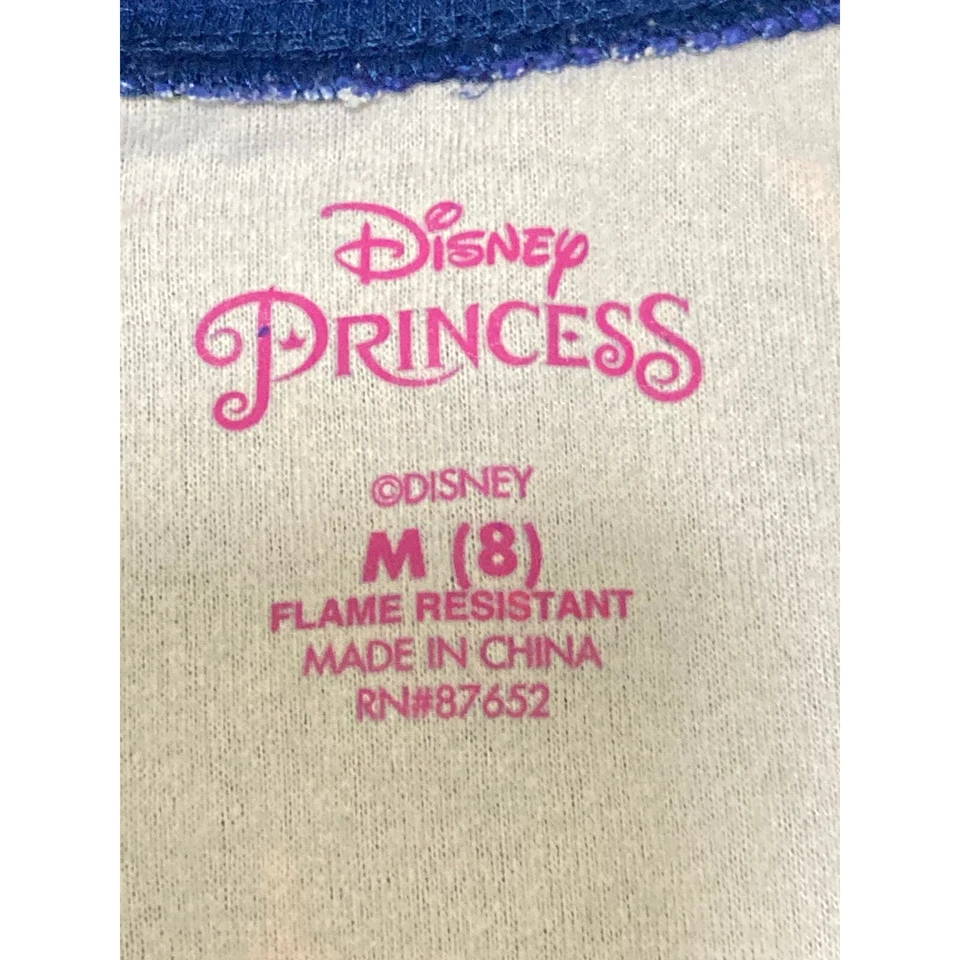 Disney
PRINCESS
©DISNEY
M (8)
FLAME RESISTANT
MADE IN CHINA
RN#87652